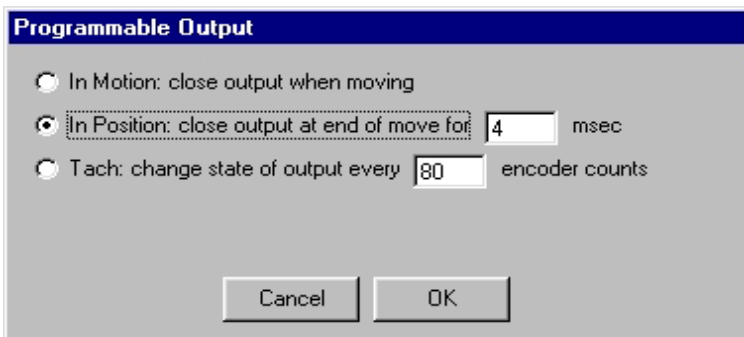 Programmable Output
In Motion: close output when moving
In Position: close output at end of move for 4 msec
Tach: change state of output every 80 encoder counts
Cancel OK